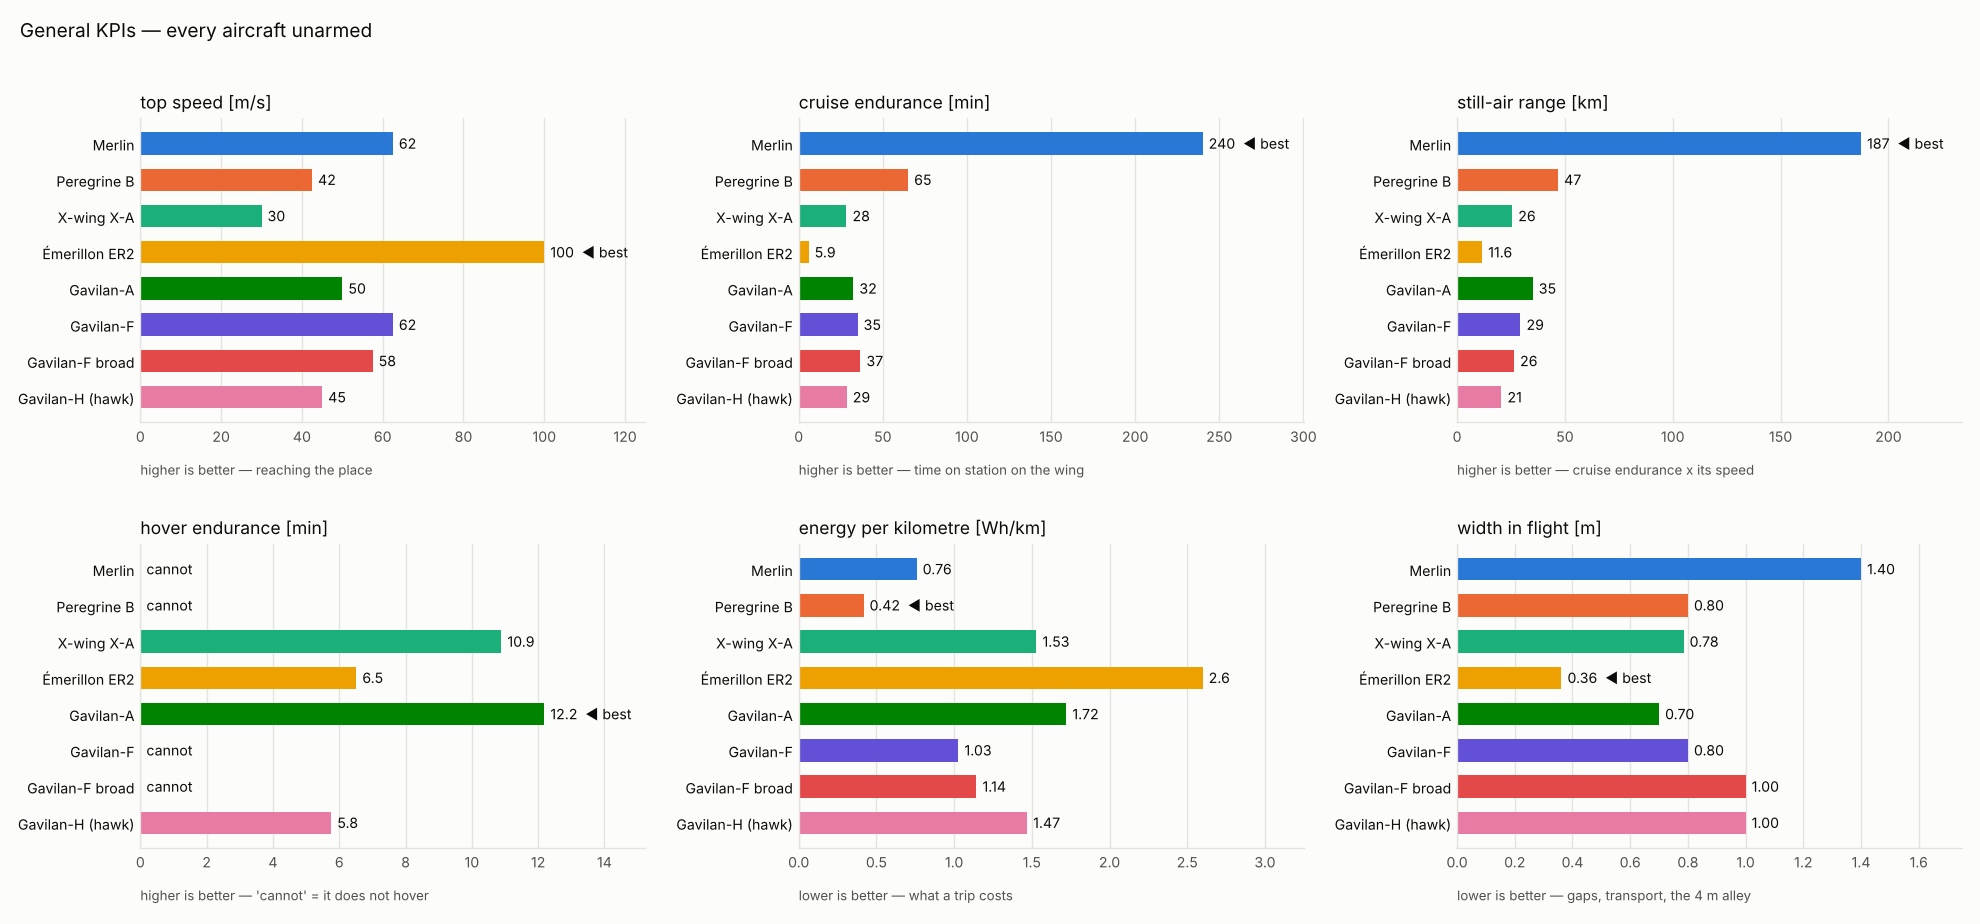 General KPIs — every aircraft unarmed
top speed [m/s]
Merlin 62
Peregrine B 42
X-wing X-A 30
Émerillon ER2 100 ◀ best
Gavilan-A 50
Gavilan-F 62
Gavilan-F broad 58
Gavilan-H (hawk) 45
0 20 40 60 80 100 120
higher is better — reaching the place
cruise endurance [min]
Merlin 240 ◀ best
Peregrine B 65
X-wing X-A 28
Émerillon ER2 5.9
Gavilan-A 32
Gavilan-F 35
Gavilan-F broad 37
Gavilan-H (hawk) 29
0 50 100 150 200 250 300
higher is better — time on station on the wing
still-air range [km]
Merlin 187 ◀ best
Peregrine B 47
X-wing X-A 26
Émerillon ER2 11.6
Gavilan-A 35
Gavilan-F 29
Gavilan-F broad 26
Gavilan-H (hawk) 21
0 50 100 150 200
higher is better — cruise endurance x its speed
hover endurance [min]
Merlin cannot
Peregrine B cannot
X-wing X-A 10.9
Émerillon ER2 6.5
Gavilan-A 12.2 ◀ best
Gavilan-F cannot
Gavilan-F broad cannot
Gavilan-H (hawk) 5.8
0 2 4 6 8 10 12 14
higher is better — 'cannot' = it does not hover
energy per kilometre [Wh/km]
Merlin 0.76
Peregrine B 0.42 ◀ best
X-wing X-A 1.53
Émerillon ER2 2.6
Gavilan-A 1.72
Gavilan-F 1.03
Gavilan-F broad 1.14
Gavilan-H (hawk) 1.47
0.0 0.5 1.0 1.5 2.0 2.5 3.0
lower is better — what a trip costs
width in flight [m]
Merlin 1.40
Peregrine B 0.80
X-wing X-A 0.78
Émerillon ER2 0.36 ◀ best
Gavilan-A 0.70
Gavilan-F 0.80
Gavilan-F broad 1.00
Gavilan-H (hawk) 1.00
0.0 0.2 0.4 0.6 0.8 1.0 1.2 1.4 1.6
lower is better — gaps, transport, the 4 m alley